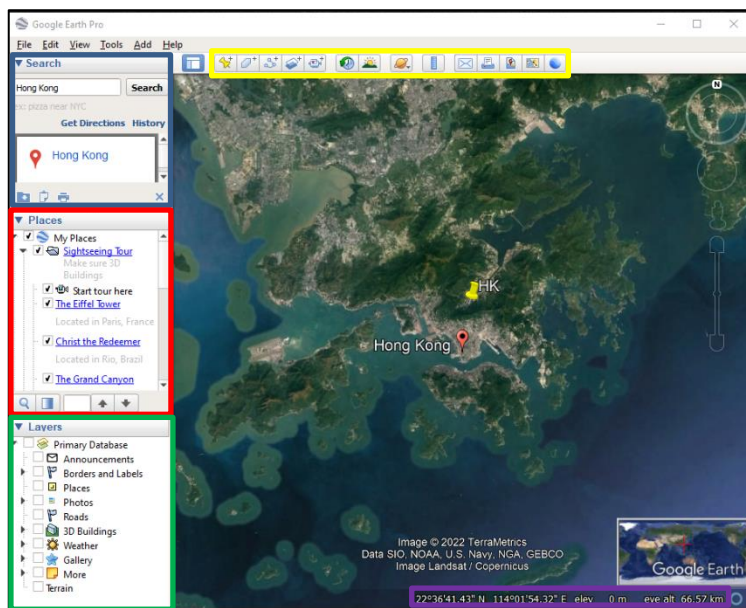 Google Earth Pro
File Edit View Tools Add Help
Search
Hong Kong Search
ex: pizza near NYC
Get Directions History
Hong Kong
Places
My Places
Sightseeing Tour
Make sure 3D
Buildings
Start tour here
The Eiffel Tower
Located in Paris, France
Christ the Redeemer
Located in Rio, Brazil
The Grand Canyon
Layers
Primary Database
Announcements
Borders and Labels
Places
Photos
Roads
3D Buildings
Weather
Gallery
More
Terrain
N
HK
Hong Kong
Image © 2022 TerraMetrics
Data SIO, NOAA, U.S. Navy, NGA, GEBCO
Image Landsat / Copernicus
Google Earth
22°36'41.43" N 114°01'54.32" E elev 0 m eye alt 66.57 km